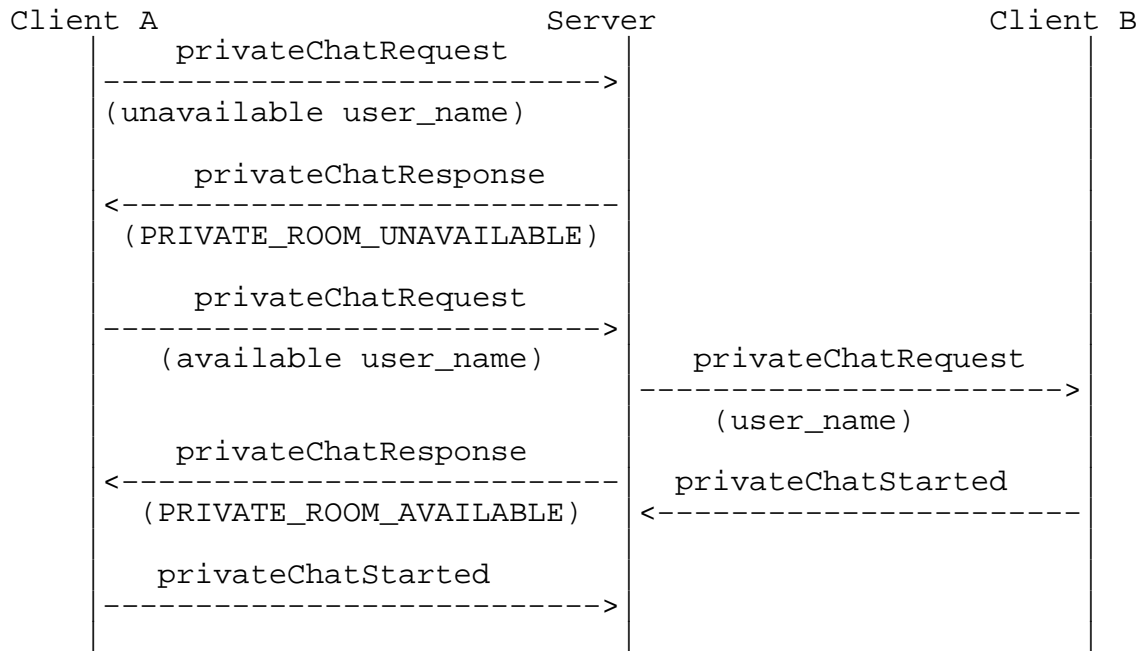 Client A Server Client B
privateChatRequest
(unavailable user_name)
privateChatResponse
(PRIVATE_ROOM_UNAVAILABLE)
privateChatRequest
(available user_name)
privateChatRequest
(user_name)
privateChatResponse
privateChatStarted
(PRIVATE_ROOM_AVAILABLE)
privateChatStarted